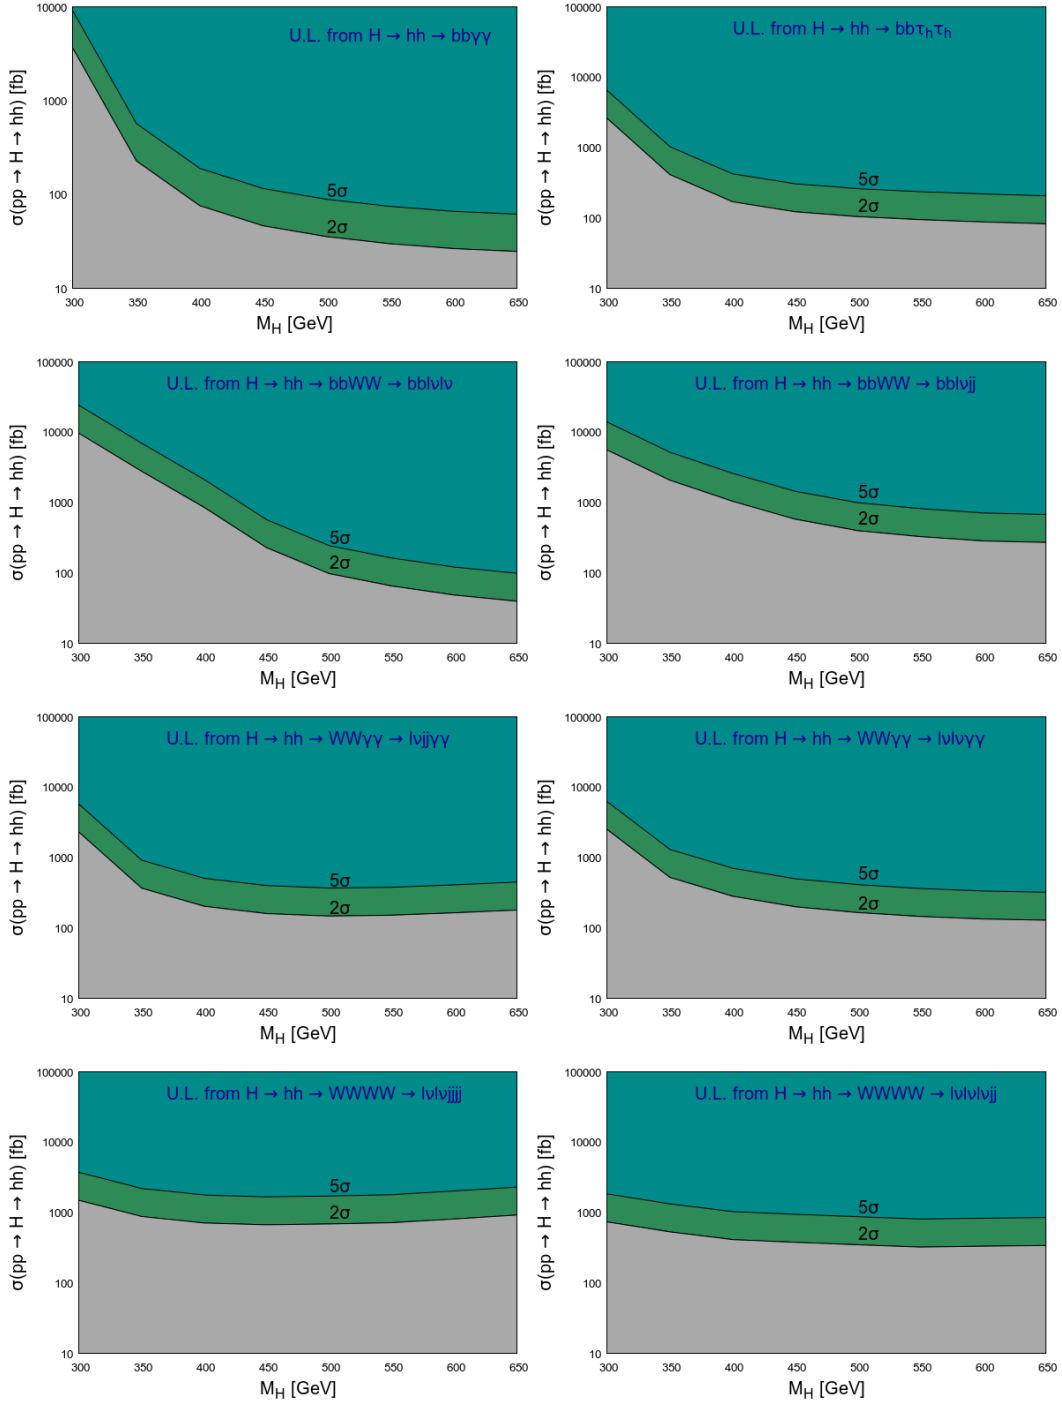 U.L. from H → hh → bbγγ
σ(pp → H → hh) [fb]
10000
1000
100
10
5σ
2σ
300 350 400 450 500 550 600 650
M_H [GeV]
U.L. from H → hh → bbτ_hτ_h
σ(pp → H → hh) [fb]
100000
10000
1000
100
10
5σ
2σ
300 350 400 450 500 550 600 650
M_H [GeV]
U.L. from H → hh → bbWW → bblνlν
σ(pp → H → hh) [fb]
100000
10000
1000
100
10
5σ
2σ
300 350 400 450 500 550 600 650
M_H [GeV]
U.L. from H → hh → bbWW → bblνjj
σ(pp → H → hh) [fb]
100000
10000
1000
100
10
5σ
2σ
300 350 400 450 500 550 600 650
M_H [GeV]
U.L. from H → hh → WWγγ → lνjjγγ
σ(pp → H → hh) [fb]
100000
10000
1000
100
10
5σ
2σ
300 350 400 450 500 550 600 650
M_H [GeV]
U.L. from H → hh → WWγγ → lνlνγγ
σ(pp → H → hh) [fb]
100000
10000
1000
100
10
5σ
2σ
300 350 400 450 500 550 600 650
M_H [GeV]
U.L. from H → hh → WWWW → lνlνjjjj
σ(pp → H → hh) [fb]
100000
10000
1000
100
10
5σ
2σ
300 350 400 450 500 550 600 650
M_H [GeV]
U.L. from H → hh → WWWW → lνlνlνjj
σ(pp → H → hh) [fb]
100000
10000
1000
100
10
5σ
2σ
300 350 400 450 500 550 600 650
M_H [GeV]